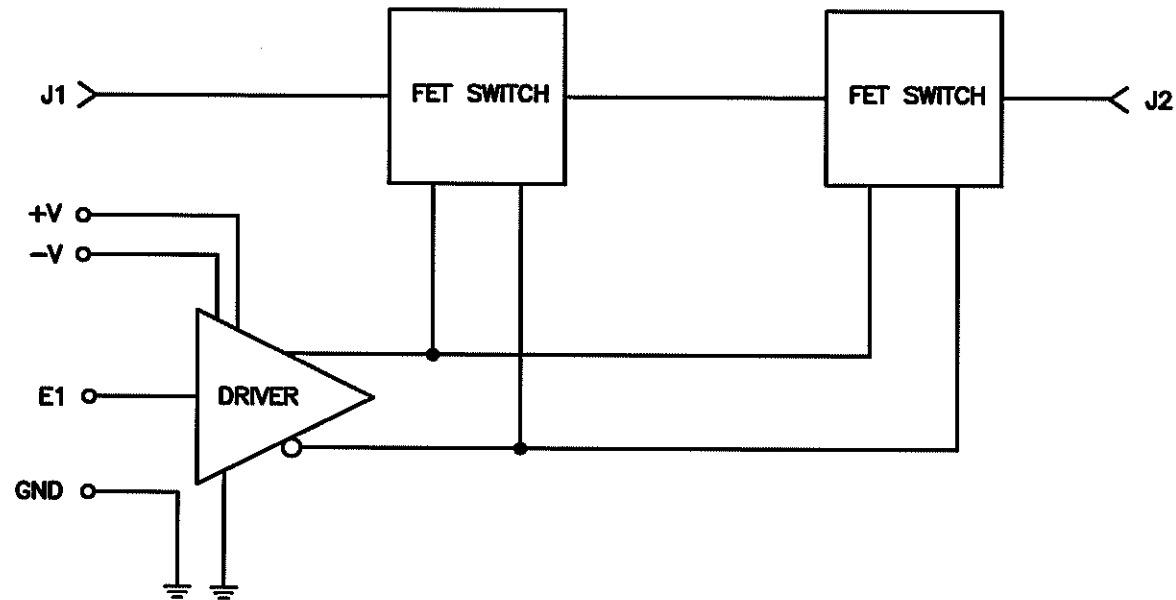 J1
FET SWITCH
FET SWITCH
J2
+V
-V
E1
DRIVER
GND